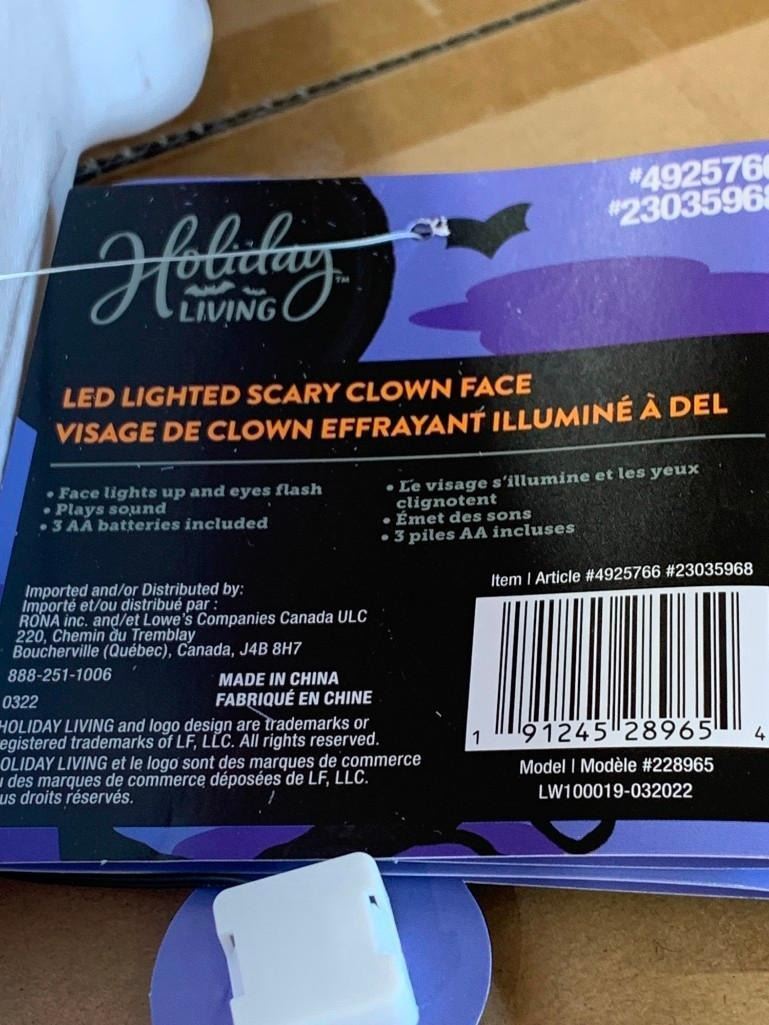 #4925766
#23035968
Holiday™
LIVING
LED LIGHTED SCARY CLOWN FACE
VISAGE DE CLOWN EFFRAYANT ILLUMINÉ À DEL
• Face lights up and eyes flash
• Plays sound
• 3 AA batteries included
• Le visage s'illumine et les yeux
clignotent
• Émet des sons
• 3 piles AA incluses
Item | Article #4925766 #23035968
Imported and/or Distributed by:
Importé et/ou distribué par :
RONA inc. and/et Lowe's Companies Canada ULC
220, Chemin du Tremblay
Boucherville (Québec), Canada, J4B 8H7
888-251-1006
0322
MADE IN CHINA
FABRIQUÉ EN CHINE
HOLIDAY LIVING and logo design are trademarks or
egistered trademarks of LF, LLC. All rights reserved.
OLIDAY LIVING et le logo sont des marques de commerce
u des marques de commerce déposées de LF, LLC.
us droits réservés.
1 91245 28965 4
Model | Modèle #228965
LW100019-032022